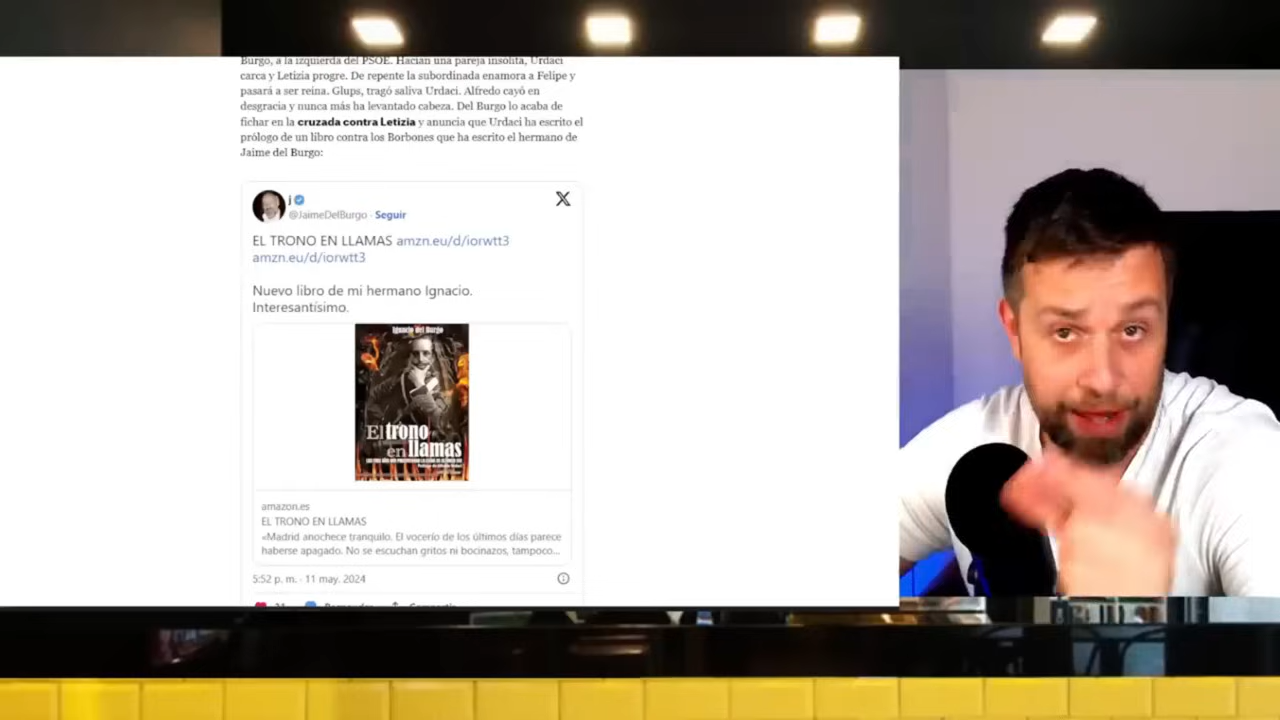 Burgo, a la izquierda del PSOE. Hacían una pareja insólita, Urdaci
carca y Letizia progre. De repente la subordinada enamora a Felipe y
pasará a ser reina. Glups, tragó saliva Urdaci. Alfredo cayó en
desgracia y nunca más ha levantado cabeza. Del Burgo lo acaba de
fichar en la cruzada contra Letizia y anuncia que Urdaci ha escrito el
prólogo de un libro contra los Borbones que ha escrito el hermano de
Jaime del Burgo:
j
@JaimeDelBurgo · Seguir
EL TRONO EN LLAMAS amzn.eu/d/iorwtt3
amzn.eu/d/iorwtt3
Nuevo libro de mi hermano Ignacio.
Interesantísimo.
Ignacio del Burgo
El trono
en llamas
amazon.es
EL TRONO EN LLAMAS
«Madrid anochece tranquilo. El vocerío de los últimos días parece
haberse apagado. No se escuchan gritos ni bocinazos, tampoco...
5:52 p. m. · 11 may. 2024